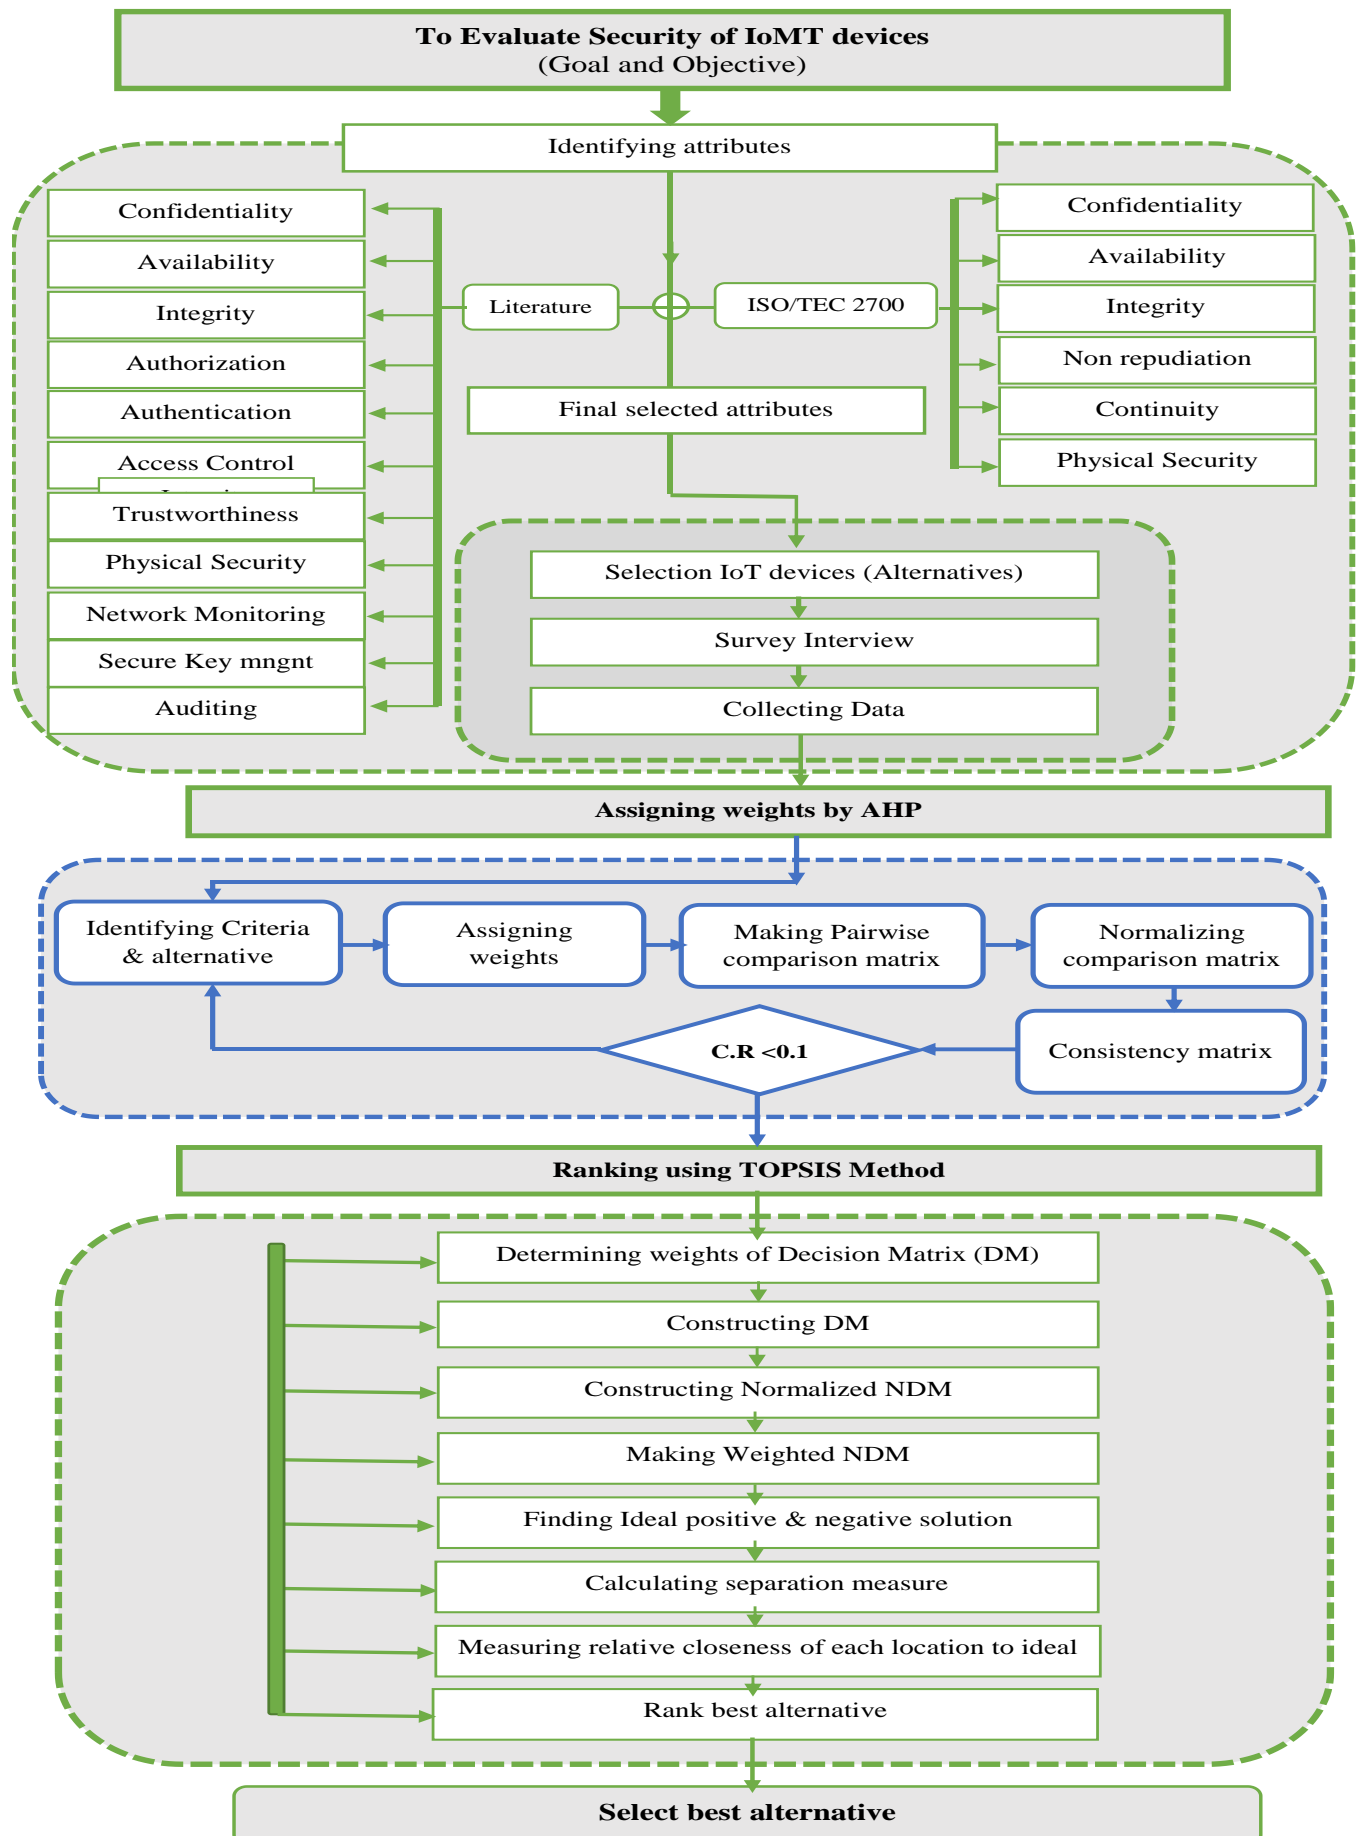 To Evaluate Security of IoMT devices
(Goal and Objective)
Identifying attributes
Confidentiality
Availability
Integrity
Authorization
Authentication
Access Control
Trustworthiness
Physical Security
Network Monitoring
Secure Key mngnt
Auditing
Literature
ISO/TEC 2700
Confidentiality
Availability
Integrity
Non repudiation
Continuity
Physical Security
Final selected attributes
Selection IoT devices (Alternatives)
Survey Interview
Collecting Data
Assigning weights by AHP
Identifying Criteria
& alternative
Assigning
weights
Making Pairwise
comparison matrix
Normalizing
comparison matrix
Consistency matrix
C.R <0.1
Ranking using TOPSIS Method
Determining weights of Decision Matrix (DM)
Constructing DM
Constructing Normalized NDM
Making Weighted NDM
Finding Ideal positive & negative solution
Calculating separation measure
Measuring relative closeness of each location to ideal
Rank best alternative
Select best alternative